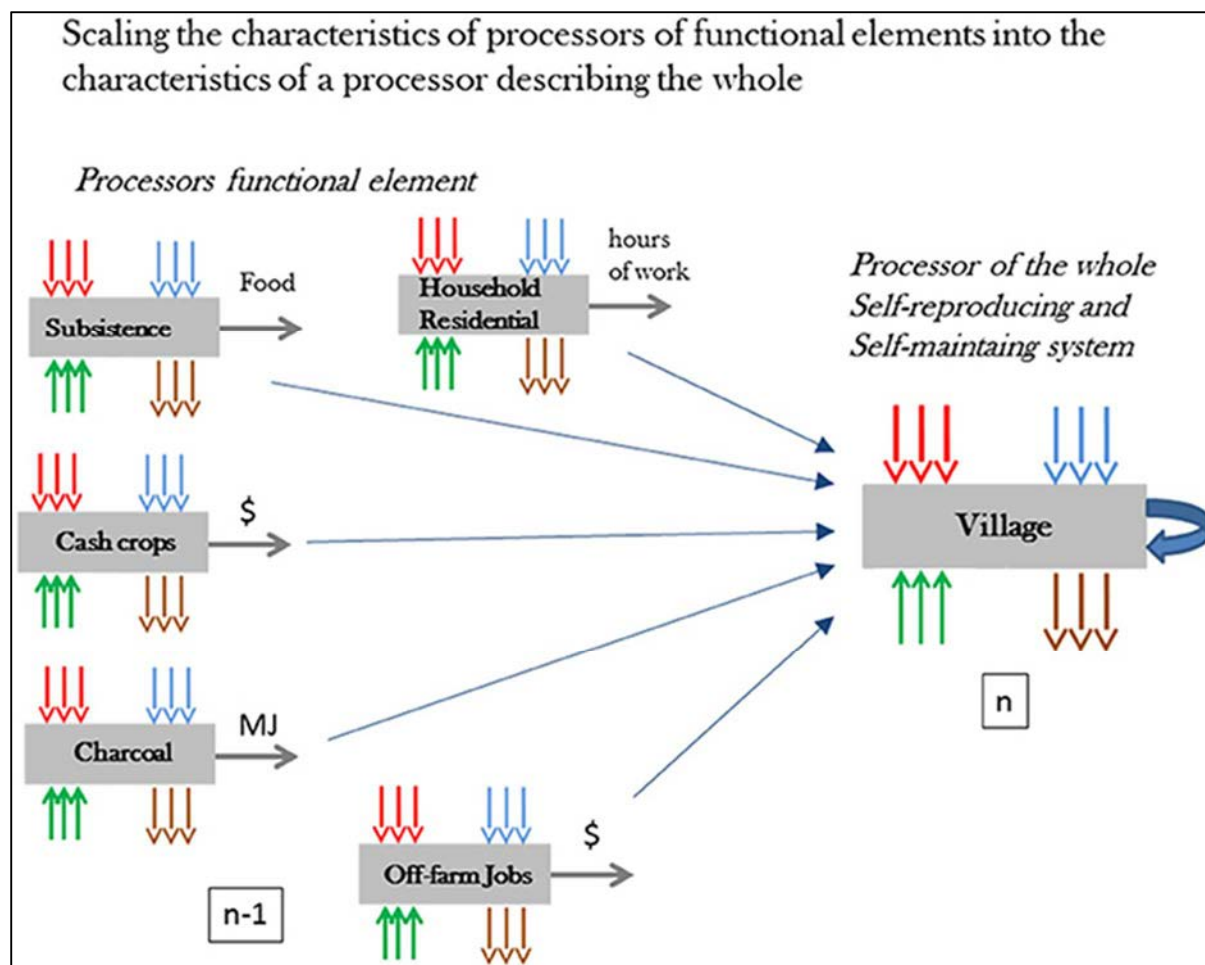 Scaling the characteristics of processors of functional elements into the
characteristics of a processor describing the whole
Processors functional element
Food
Subsistence
hours
of work
Household
Residential
Processor of the whole
Self-reproducing and
Self-maintaing system
$
Cash crops
Village
MJ
Charcoal
n
$
Off-farm Jobs
n-1